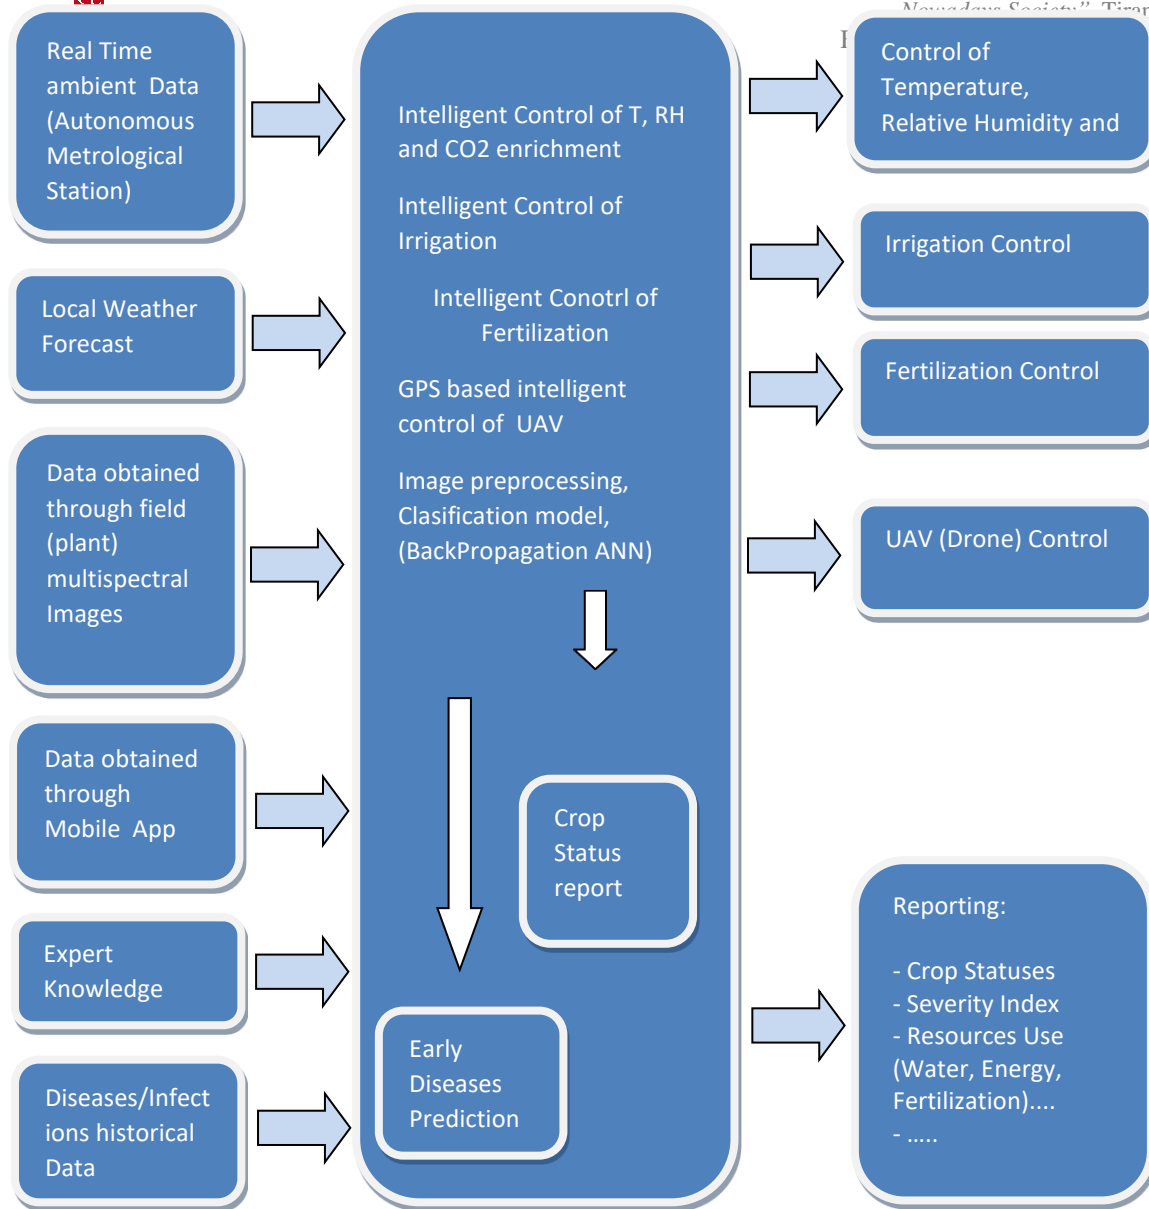 Nowadays Society" Tiran
Real Time
ambient Data
(Autonomous
Metrological
Station)
Local Weather
Forecast
Data obtained
through field
(plant)
multispectral
Images
Data obtained
through
Mobile App
Expert
Knowledge
Diseases/Infect
ions historical
Data
Intelligent Control of T, RH
and CO2 enrichment
Intelligent Control of
Irrigation
Intelligent Conotrl of
Fertilization
GPS based intelligent
control of UAV
Image preprocessing,
Clasification model,
(BackPropagation ANN)
Crop
Status
report
Early
Diseases
Prediction
Control of
Temperature,
Relative Humidity and
Irrigation Control
Fertilization Control
UAV (Drone) Control
Reporting:
- Crop Statuses
- Severity Index
- Resources Use
(Water, Energy,
Fertilization)....
- .....